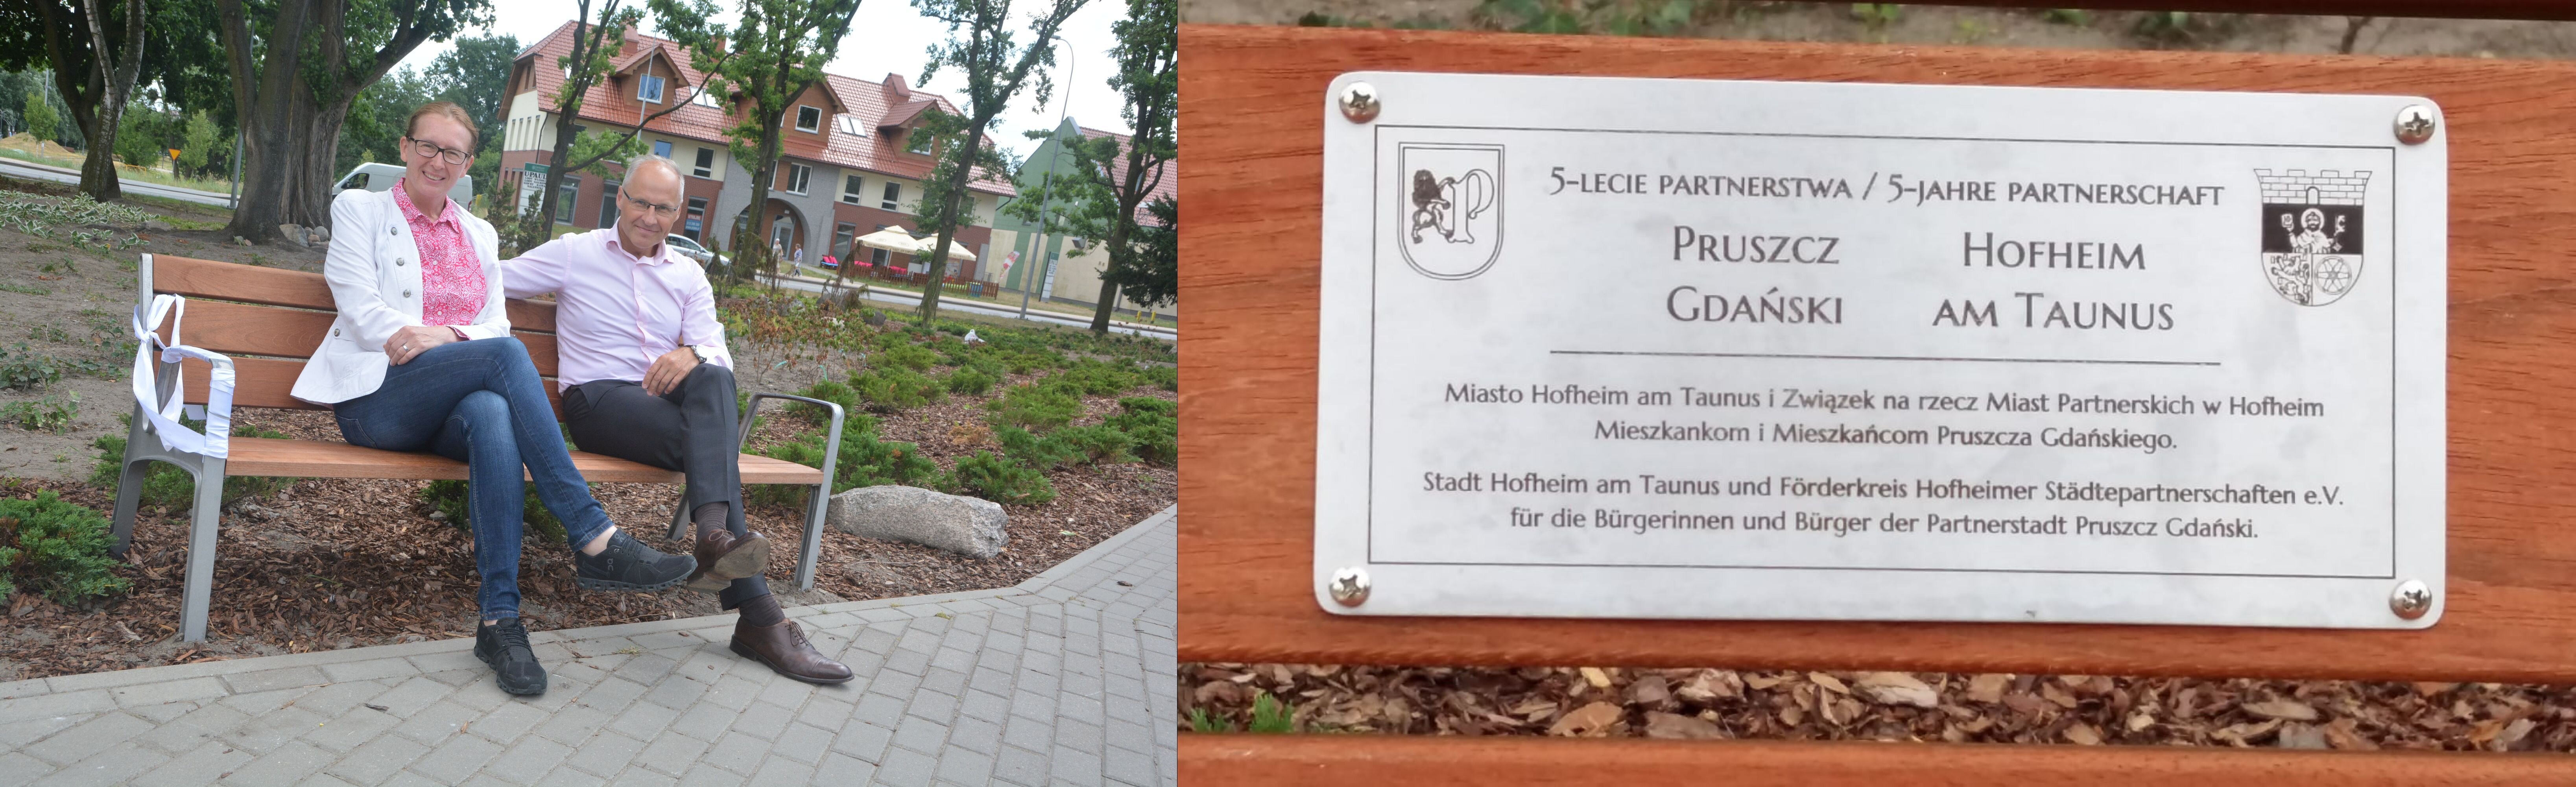 5-LECIE PARTNERSTWA / 5-JAHRE PARTNERSCHAFT
PRUSZCZ GDAŃSKI
HOFHEIM AM TAUNUS
Miasto Hofheim am Taunus i Związek na rzecz Miast Partnerskich w Hofheim
Mieszkankom i Mieszkańcom Pruszcza Gdańskiego.
Stadt Hofheim am Taunus und Förderkreis Hofheimer Städtepartnerschaften e.V.
für die Bürgerinnen und Bürger der Partnerstadt Pruszcz Gdański.